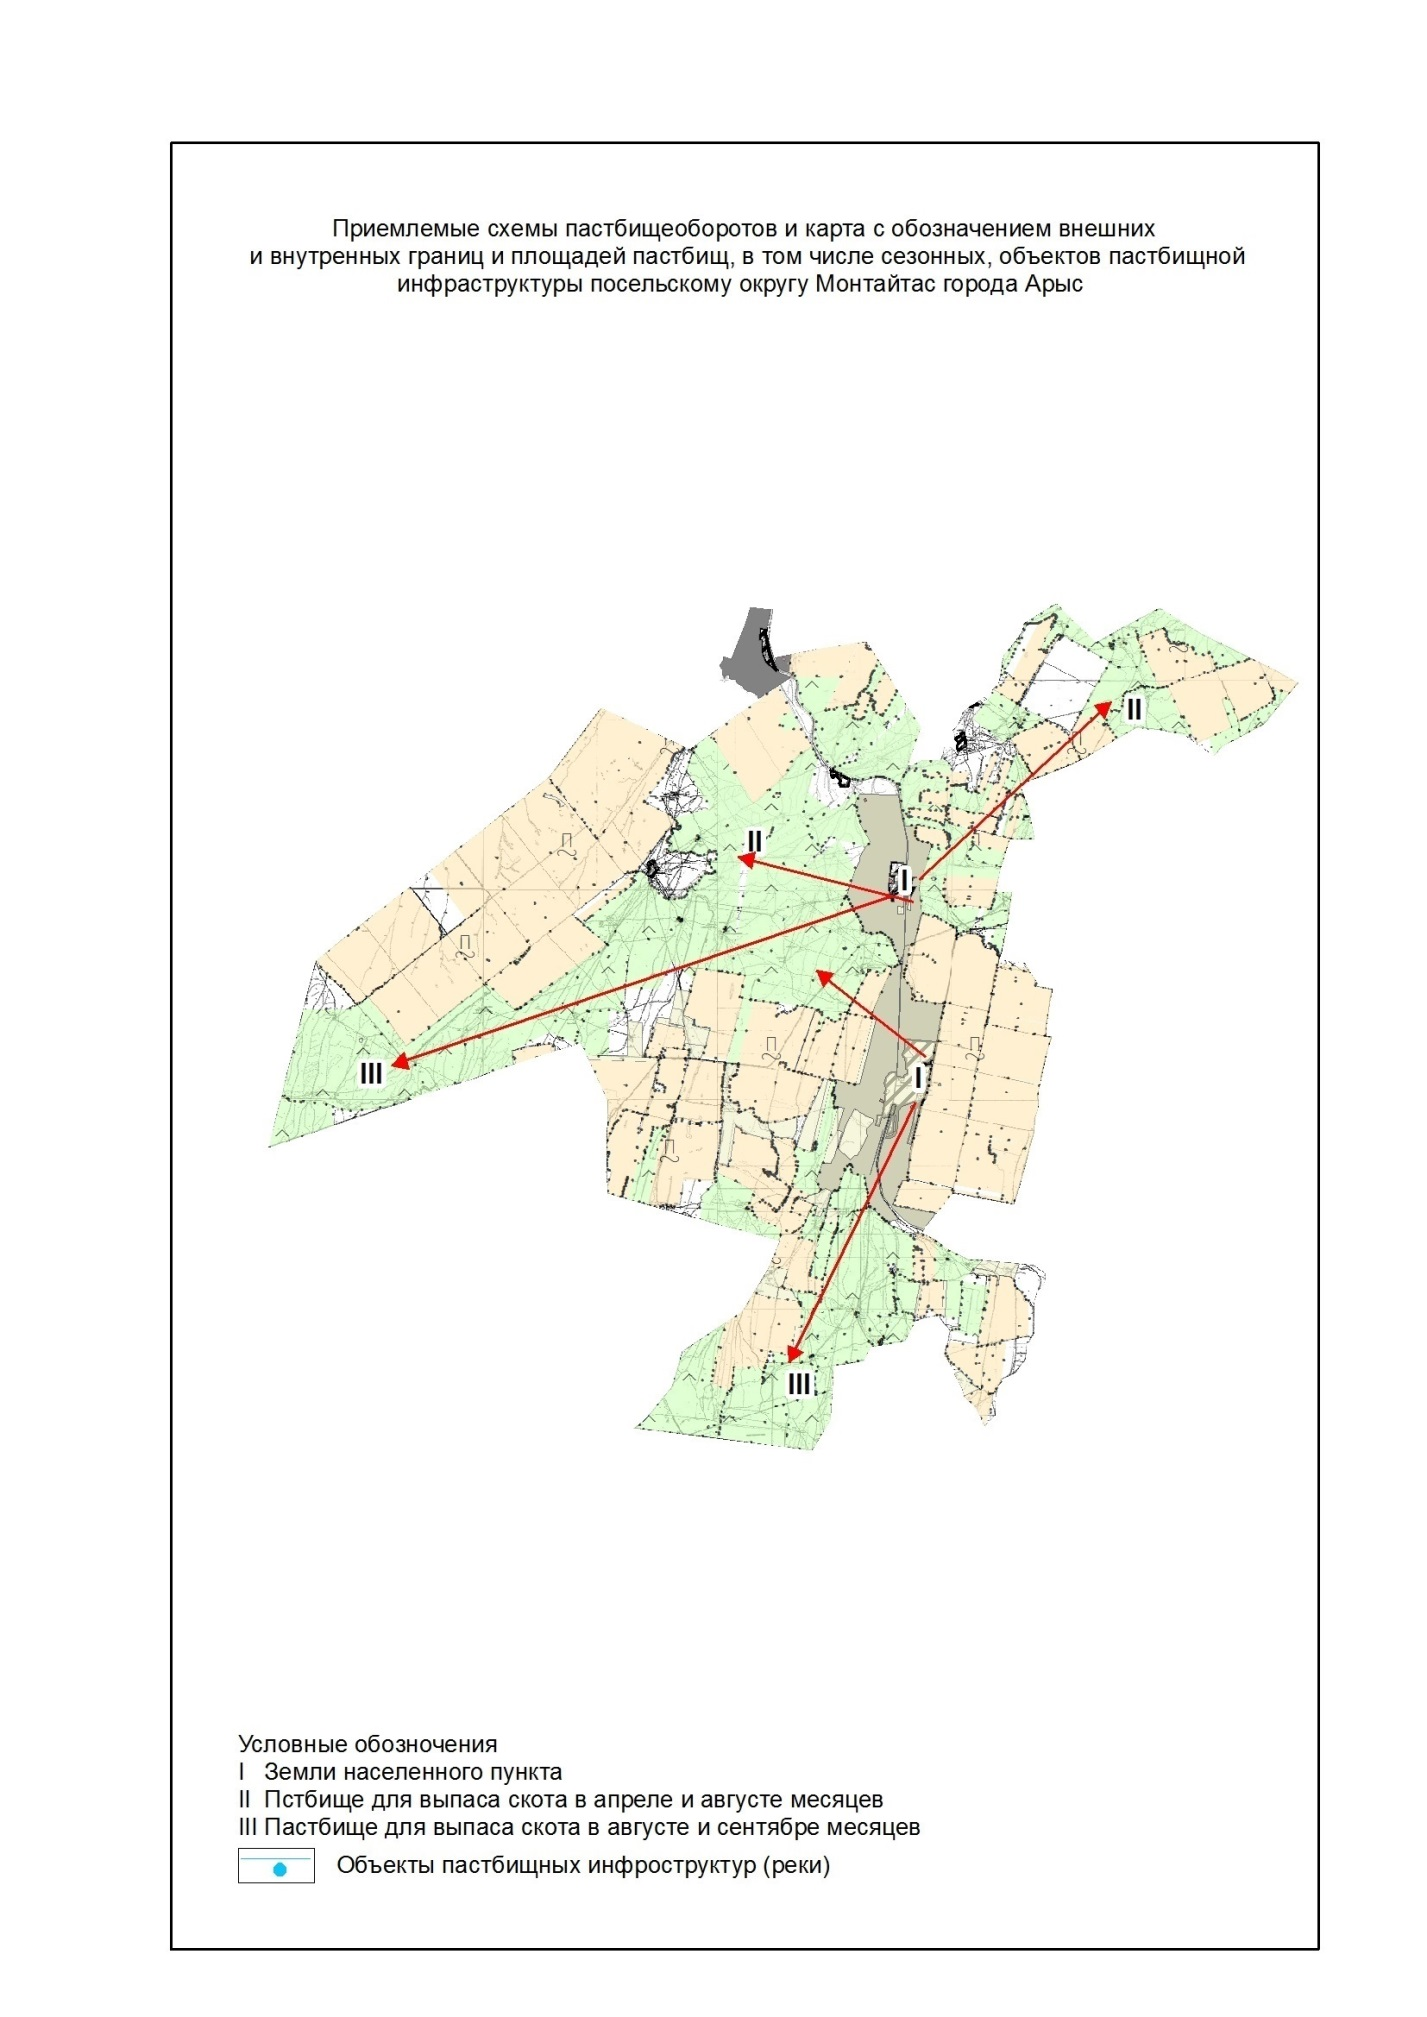 Приемлемые схемы пастбищеоборотов и карта с обозначением внешних
и внутренных границ и площадей пастбищ, в том числе сезонных, объектов пастбищной
инфраструктуры посельскому округу Монтайтас города Арыс
II
II
I
П
П
III
П
П
I
П
П
III
Условные обозночения
I Земли населенного пункта
II Пстбище для выпаса скота в апреле и августе месяцев
III Пастбище для выпаса скота в августе и сентябре месяцев
Объекты пастбищных инфроструктур (реки)